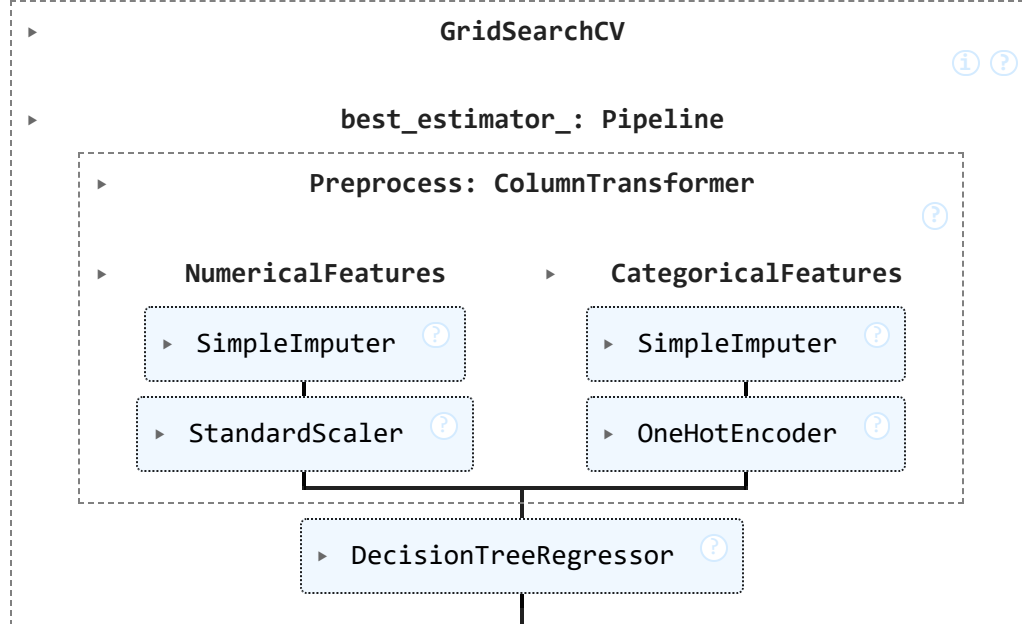 GridSearchCV
i ?
best_estimator_: Pipeline
Preprocess: ColumnTransformer
?
NumericalFeatures CategoricalFeatures
SimpleImputer ? SimpleImputer ?
StandardScaler ? OneHotEncoder ?
DecisionTreeRegressor ?